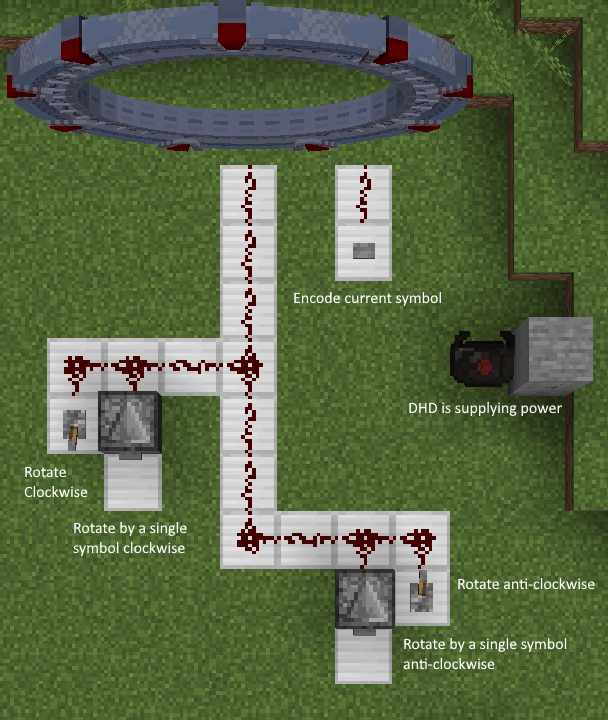 Encode current symbol
DHD is supplying power
Rotate
Clockwise
Rotate by a single
symbol clockwise
Rotate anti-clockwise
Rotate by a single symbol
anti-clockwise